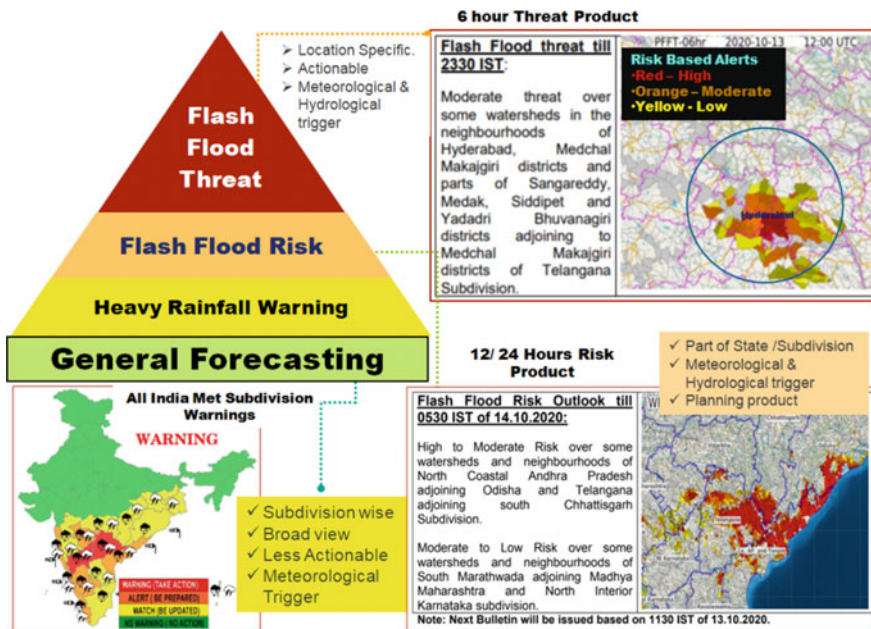 6 hour Threat Product
➢ Location Specific.
➢ Actionable
➢ Meteorological &
Hydrological
trigger
Flash
Flood
Threat
Flash Flood Risk
Heavy Rainfall Warning
General Forecasting
Flash Flood threat till
2330 IST:
Moderate threat over
some watersheds in the
neighbourhoods of
Hyderabad, Medchal
Makajgiri districts and
parts of Sangareddy,
Medak, Siddipet and
Yadadri Bhuvanagiri
districts adjoining to
Medchal Makajgiri
districts of Telangana
Subdivision.
PFFT-06hr 2020-10-13 12:00 UTC
Risk Based Alerts
•Red – High
•Orange – Moderate
•Yellow - Low
Hyderabad
12/ 24 Hours Risk
Product
✓ Part of State /Subdivision
✓ Meteorological &
Hydrological trigger
✓ Planning product
All India Met Subdivision
Warnings
WARNING
WARNING (TAKE ACTION)
ALERT ( BE PREPARED)
WATCH (BE UPDATED)
NO WARNING ( NO ACTION)
✓ Subdivision wise
✓ Broad view
✓ Less Actionable
✓ Meteorological
Trigger
Flash Flood Risk Outlook till
0530 IST of 14.10.2020:
High to Moderate Risk over some
watersheds and neighbourhoods of
North Coastal Andhra Pradesh
adjoining Odisha and Telangana
adjoining south Chhattisgarh
Subdivision.
Moderate to Low Risk over some
watersheds and neighbourhoods of
South Marathwada adjoining Madhya
Maharashtra and North Interior
Karnataka subdivision.
Telangana
Note: Next Bulletin will be issued based on 1130 IST of 13.10.2020.